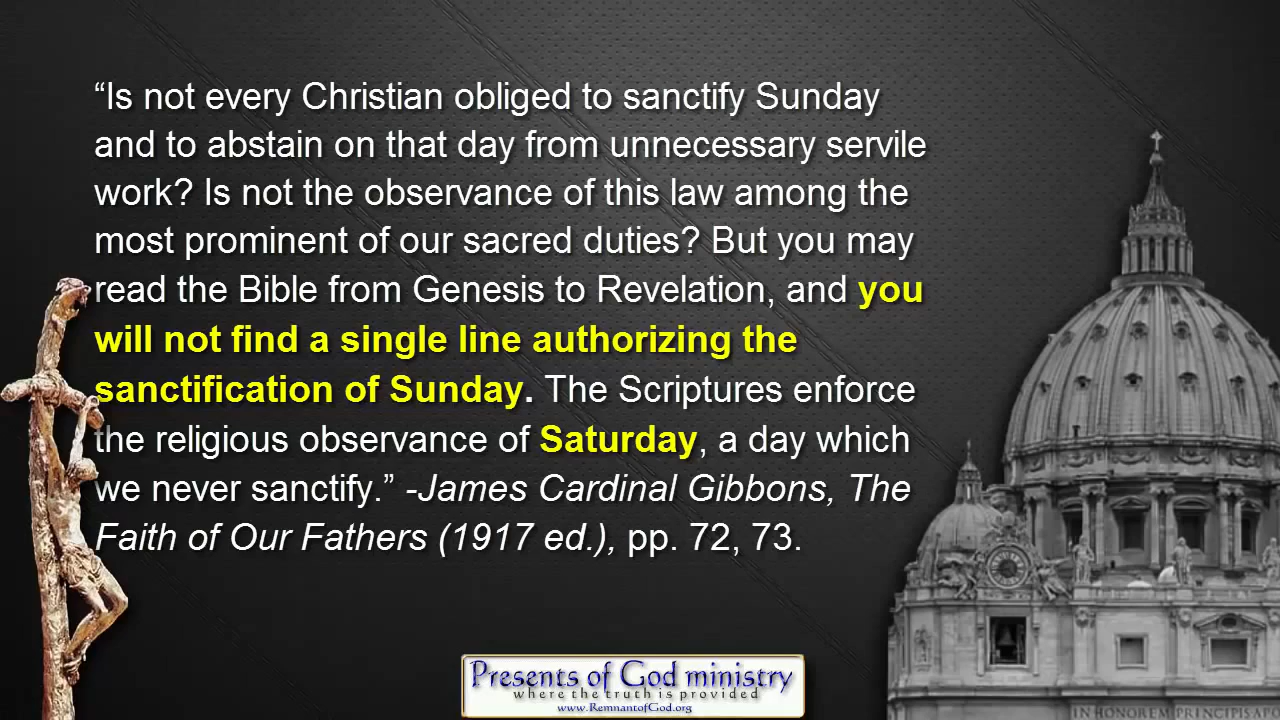 “Is not every Christian obliged to sanctify Sunday
and to abstain on that day from unnecessary servile
work? Is not the observance of this law among the
most prominent of our sacred duties? But you may
read the Bible from Genesis to Revelation, and you
will not find a single line authorizing the
sanctification of Sunday. The Scriptures enforce
the religious observance of Saturday, a day which
we never sanctify.” -James Cardinal Gibbons, The
Faith of Our Fathers (1917 ed.), pp. 72, 73.
Presents of God ministry
where the truth is provided
www.RemnantofGod.org
IN HONOREM PRINCIPIS APO